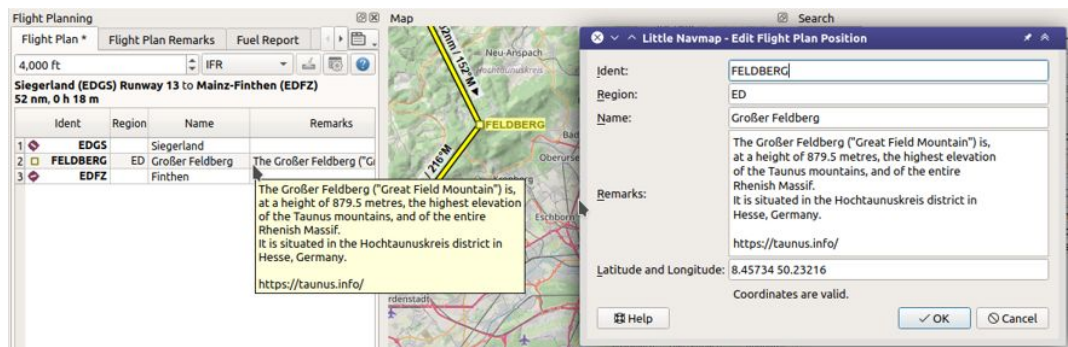 Flight Planning
Flight Plan *
Flight Plan Remarks
Fuel Report
4,000 ft
IFR
Siegerland (EDGS) Runway 13 to Mainz-Finthen (EDFZ)
52 nm, 0 h 18 m
Ident Region Name Remarks
1 EDGS Siegerland
2 FELDBERG ED Großer Feldberg The Großer Feldberg ("G
3 EDFZ Finthen
The Großer Feldberg ("Great Field Mountain") is,
at a height of 879.5 metres, the highest elevation
of the Taunus mountains, and of the entire
Rhenish Massif.
It is situated in the Hochtaunuskreis district in
Hesse, Germany.
https://taunus.info/
Map
2nm / 152°M
Neu-Anspach
Hochtaunuskreis
FELDBERG
Bad
216°M
Oberurse
Kronberg
Eschborn
rdenstadt
Search
Little Navmap - Edit Flight Plan Position
Ident: FELDBERG
Region: ED
Name: Großer Feldberg
Remarks:
The Großer Feldberg ("Great Field Mountain") is,
at a height of 879.5 metres, the highest elevation
of the Taunus mountains, and of the entire
Rhenish Massif.
It is situated in the Hochtaunuskreis district in
Hesse, Germany.
https://taunus.info/
Latitude and Longitude: 8.45734 50.23216
Coordinates are valid.
Help
OK
Cancel